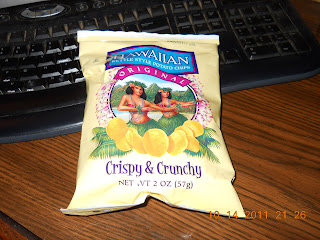 HAWAIIAN
KETTLE STYLE POTATO CHIPS
ORIGINAL
Crispy & Crunchy
NET WT 2 OZ (57g)
10 14 2011 21 26